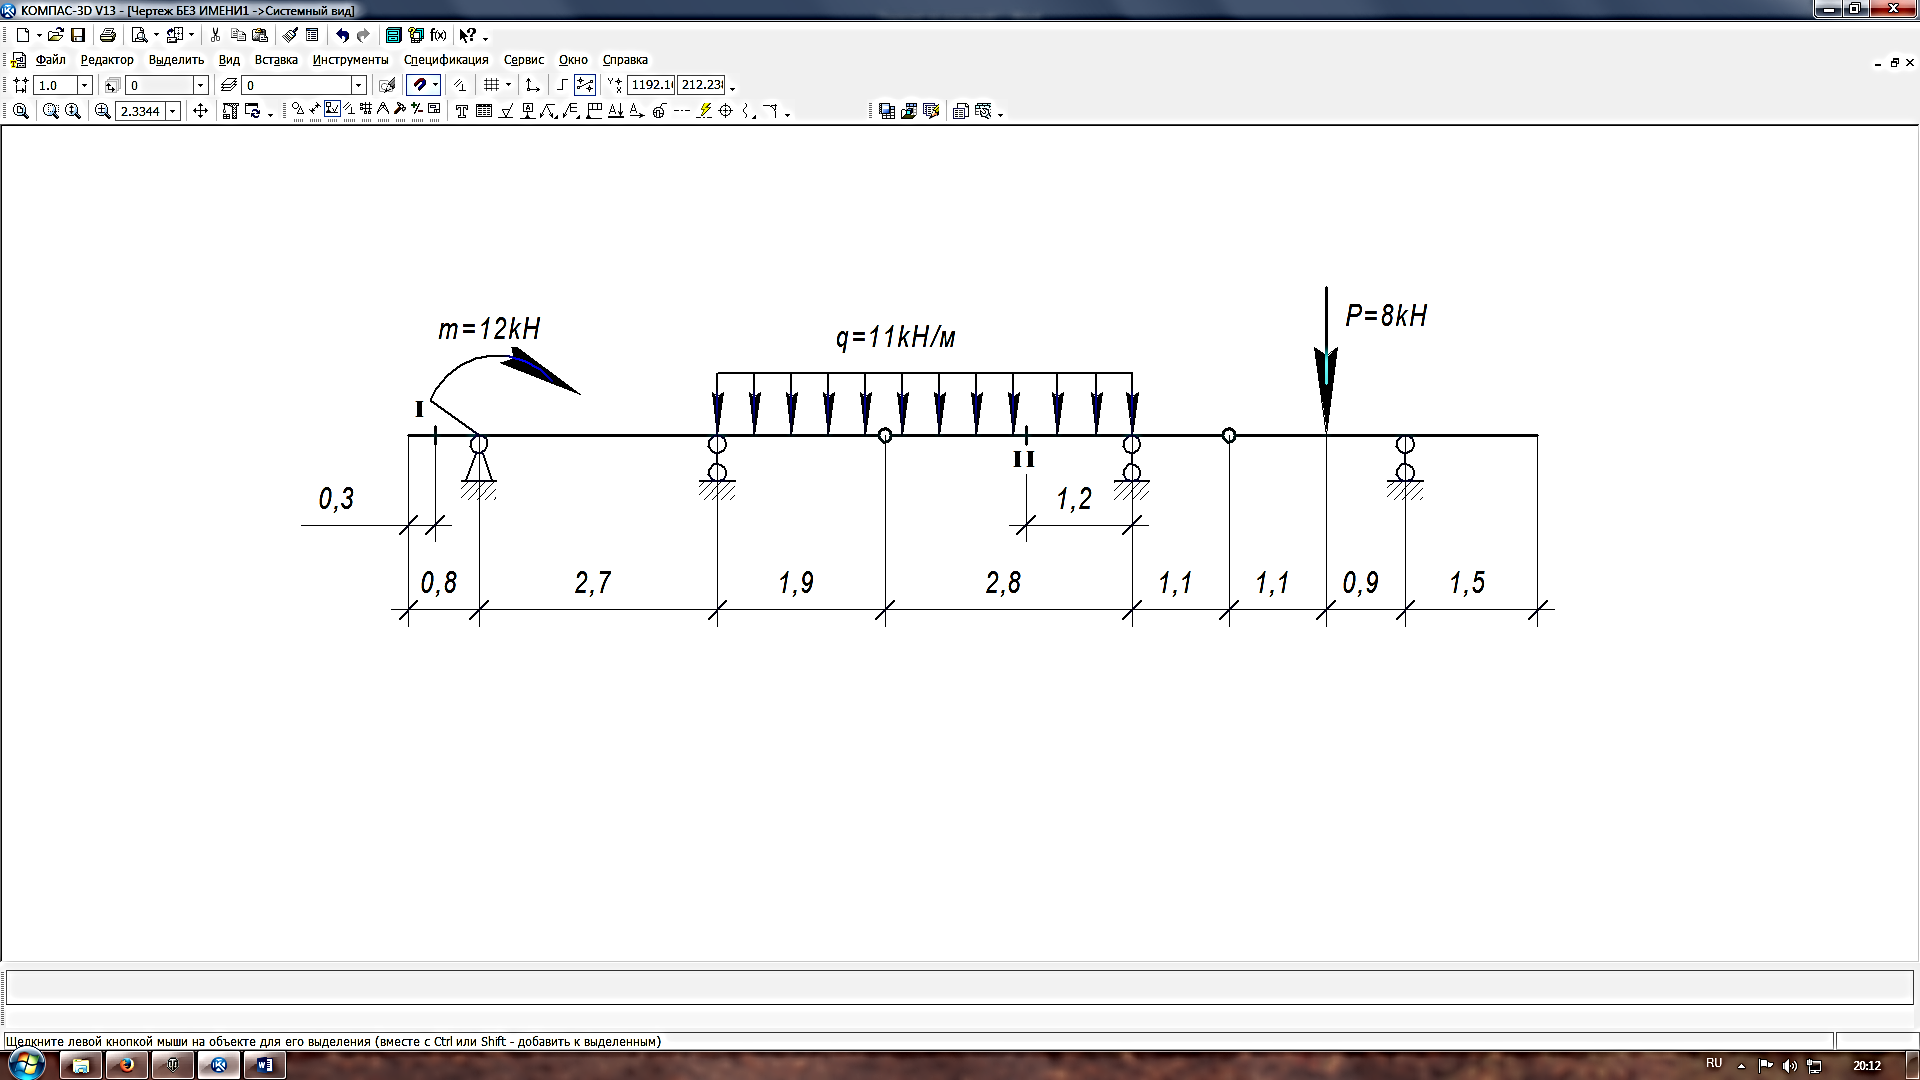 КОМПАС-3D V13 - [Чертеж БЕЗ ИМЕНИ1 ->Системный вид]
f(x)
Файл Редактор Выделить Вид Вставка Инструменты Спецификация Сервис Окно Справка
1.0 0 0 1192.1 212.23
2.3344
P=8кН
m=12кН
q=11кН/м
I
II
0,3 1,2
0,8 2,7 1,9 2,8 1,1 1,1 0,9 1,5
Щелкните левой кнопкой мыши на объекте для его выделения (вместе с Ctrl или Shift - добавить к выделенным)
RU 20:12